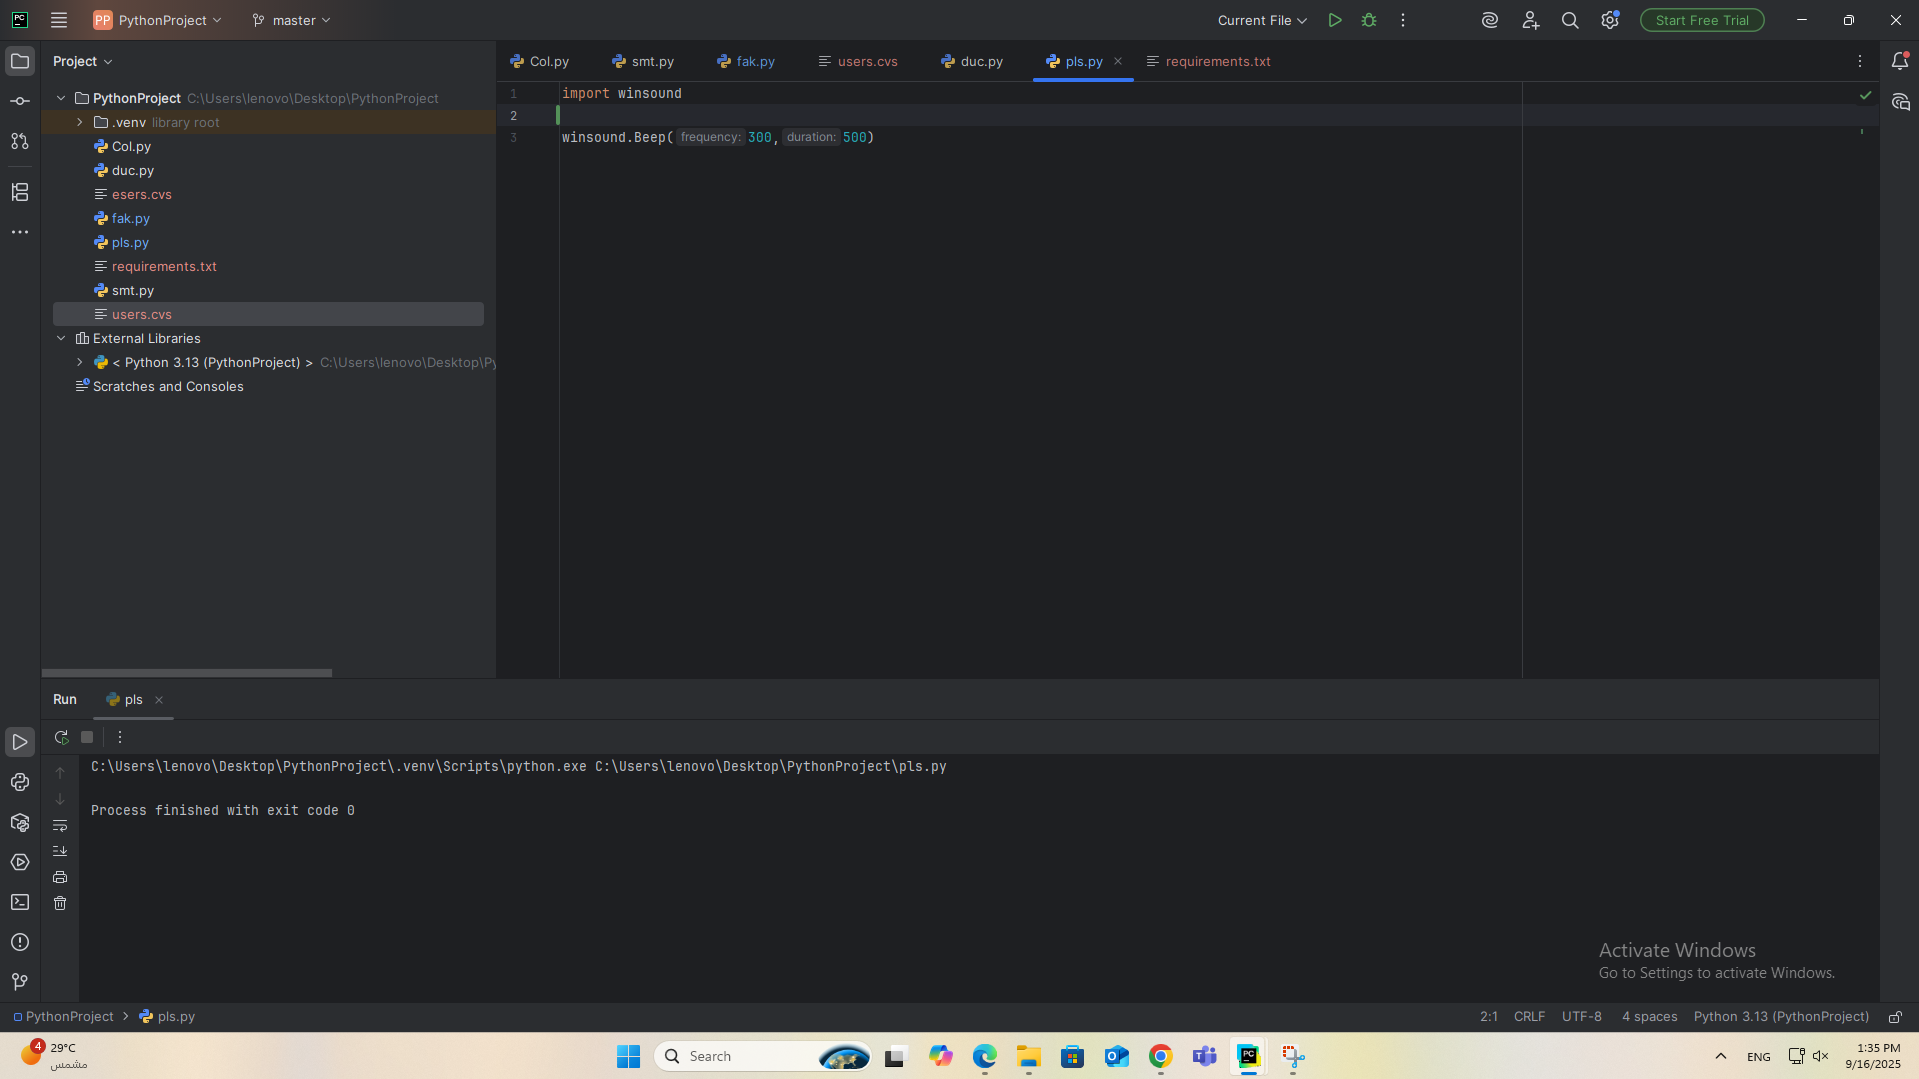 PC
PP PythonProject
master
Current File
Start Free Trial
Project
Col.py
smt.py
fak.py
users.cvs
duc.py
pls.py
requirements.txt
PythonProject C:\Users\lenovo\Desktop\PythonProject
.venv library root
Col.py
duc.py
esers.cvs
fak.py
pls.py
requirements.txt
smt.py
users.cvs
External Libraries
< Python 3.13 (PythonProject) > C:\Users\lenovo\Desktop\Py
Scratches and Consoles
1 import winsound
2
3 winsound.Beep( frequency: 300, duration: 500)
Run
pls
C:\Users\lenovo\Desktop\PythonProject\.venv\Scripts\python.exe C:\Users\lenovo\Desktop\PythonProject\pls.py
Process finished with exit code 0
Activate Windows
Go to Settings to activate Windows.
PythonProject > pls.py
2:1 CRLF UTF-8 4 spaces Python 3.13 (PythonProject)
4
29°C
مشمس
Search
PC
ENG
1:35 PM
9/16/2025